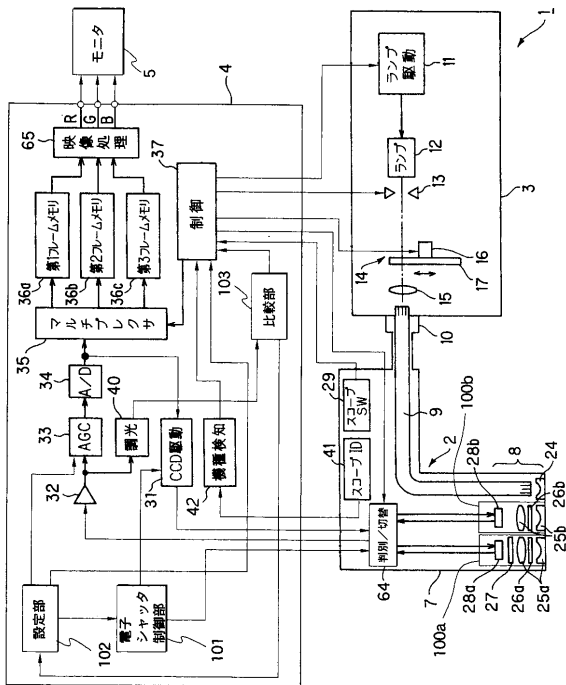 モニタ
5
4
R
G
B
65
映像処理
第1フレームメモリ
第2フレームメモリ
第3フレームメモリ
36a
36b
36c
マルチプレクサ
35
37
制御
103
比較部
34
A/D
33
AGC
40
調光
32
31
CCD駆動
42
機種検知
設定部
102
電子シャッタ制御部
101
1
ランプ駆動
11
ランプ
12
13
3
14
16
17
15
10
29
スコープSW
41
スコープID
9
2
100b
28b
8
24
26b
25b
判別/切替
64
7
100a
28a
27
26a
25a